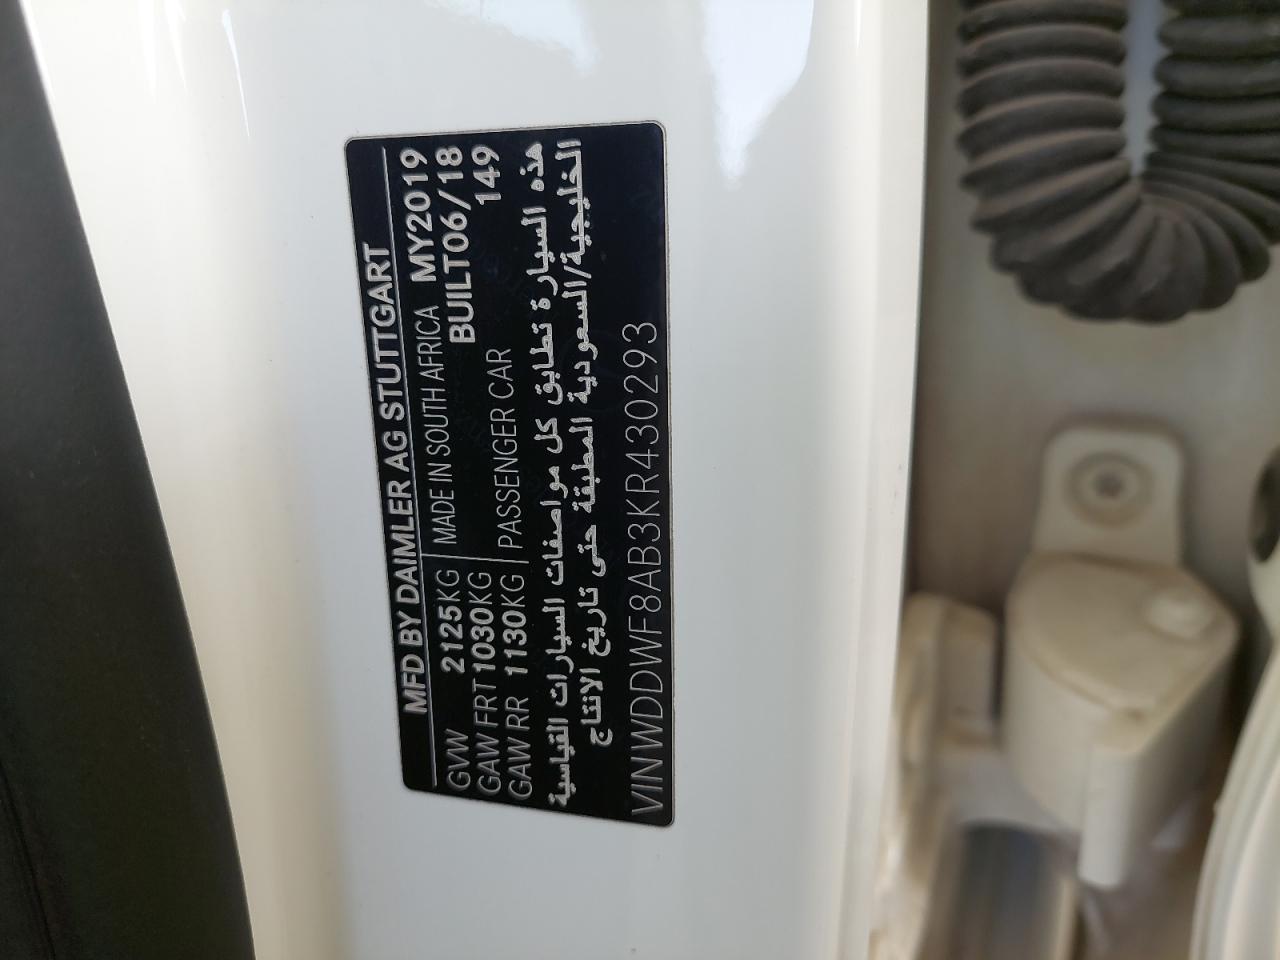 MFD BY DAIMLER AG STUTTGART
GVW 2125KG MADE IN SOUTH AFRICA MY2019
GAW FRT 1030KG BUILT06/18
GAW RR 1130KG PASSENGER CAR 149
هذه السيارة تطابق كل مواصفات السيارات القياسية
الخليجية/السعودية المطبقة حتى تاريخ الانتاج
VIN WDDWF8AB3KR430293